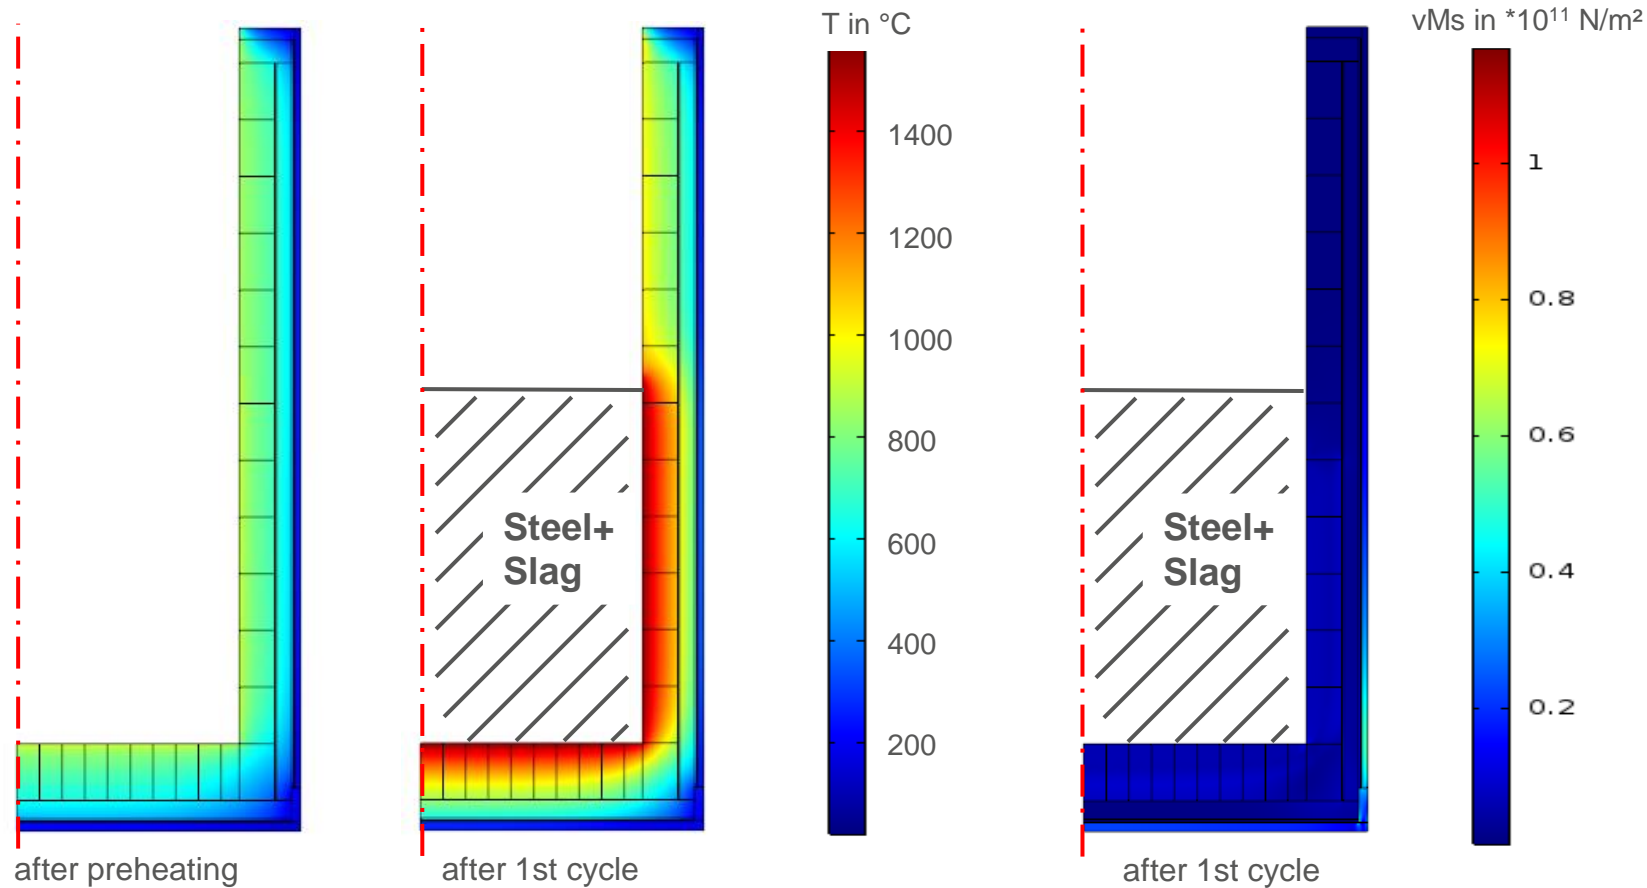 T in °C
vMs in *10¹¹ N/m²
1400
1200
1000
800
600
400
200
1
0.8
0.6
0.4
0.2
Steel+
Slag
Steel+
Slag
after preheating
after 1st cycle
after 1st cycle